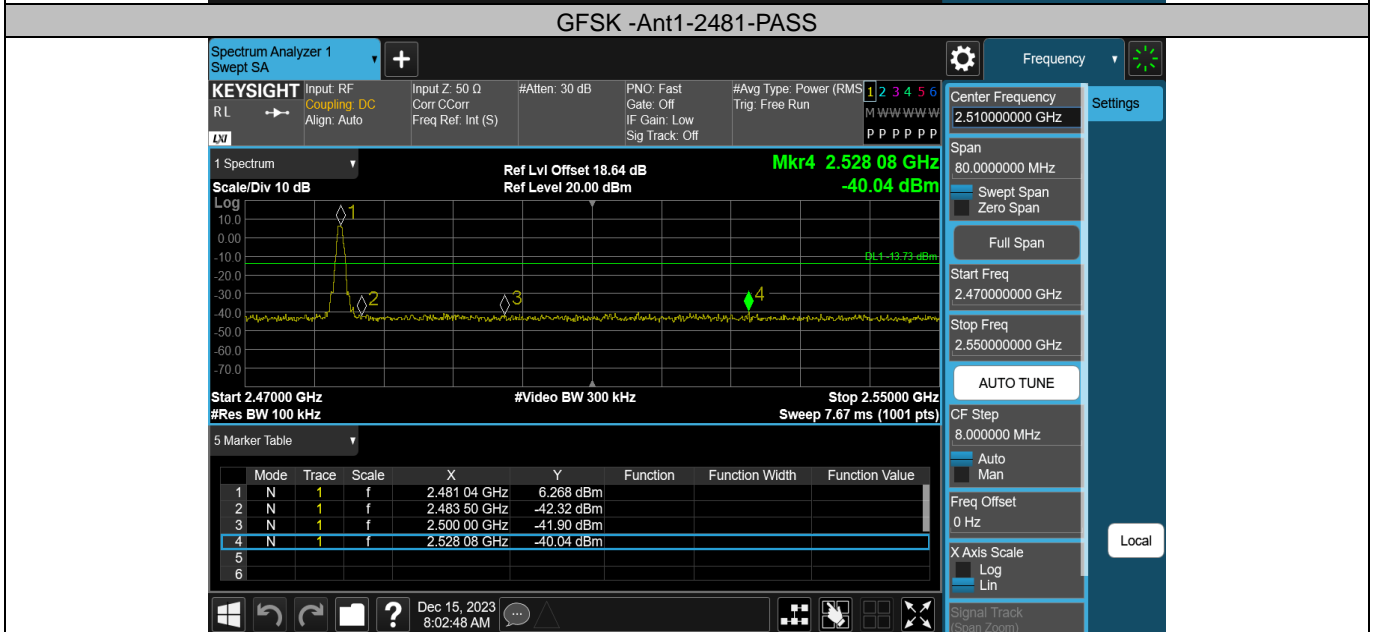 GFSK -Ant1-2481-PASS
Spectrum Analyzer 1
Swept SA
+
Frequency
KEYSIGHT
RL
LXI
Input: RF
Coupling: DC
Align: Auto
Input Z: 50 Ω
Corr CCorr
Freq Ref: Int (S)
#Atten: 30 dB
PNO: Fast
Gate: Off
IF Gain: Low
Sig Track: Off
#Avg Type: Power (RMS
Trig: Free Run
1 2 3 4 5 6
M W W W W W
P P P P P P
1 Spectrum
Scale/Div 10 dB
Ref Lvl Offset 18.64 dB
Ref Level 20.00 dBm
Mkr4 2.528 08 GHz
-40.04 dBm
Log
10.0
0.00
-10.0
-20.0
-30.0
-40.0
-50.0
-60.0
-70.0
1
2
3
4
DL1 -13.73 dBm
Start 2.47000 GHz
#Res BW 100 kHz
#Video BW 300 kHz
Stop 2.55000 GHz
Sweep 7.67 ms (1001 pts)
5 Marker Table
Mode Trace Scale X Y Function Function Width Function Value
1 N 1 f 2.481 04 GHz 6.268 dBm
2 N 1 f 2.483 50 GHz -42.32 dBm
3 N 1 f 2.500 00 GHz -41.90 dBm
4 N 1 f 2.528 08 GHz -40.04 dBm
5
6
?
Dec 15, 2023
8:02:48 AM
Center Frequency
2.510000000 GHz
Settings
Span
80.0000000 MHz
Swept Span
Zero Span
Full Span
Start Freq
2.470000000 GHz
Stop Freq
2.550000000 GHz
AUTO TUNE
CF Step
8.000000 MHz
Auto
Man
Freq Offset
0 Hz
X Axis Scale
Log
Lin
Local
Signal Track
(Span Zoom)